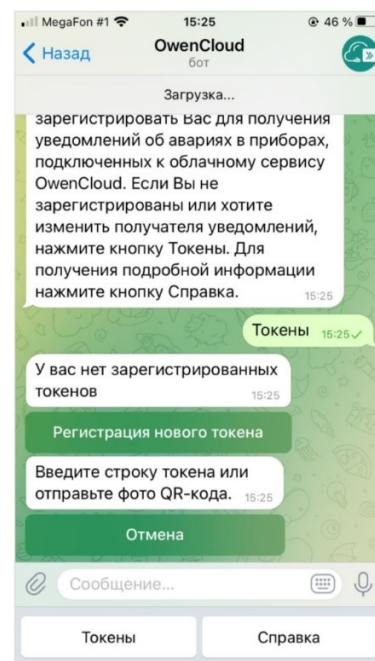 MegaFon #1 15:25 46 %
Назад OwenCloud
бот
Загрузка...
зарегистрировать Вас для получения
уведомлений об авариях в приборах,
подключенных к облачному сервису
OwenCloud. Если Вы не
зарегистрированы или хотите
изменить получателя уведомлений,
нажмите кнопку Токены. Для
получения подробной информации
нажмите кнопку Справка. 15:25
Токены 15:25
У вас нет зарегистрированных
токенов 15:25
Регистрация нового токена
Введите строку токена или
отправьте фото QR-кода. 15:25
Отмена
Сообщение...
Токены Справка